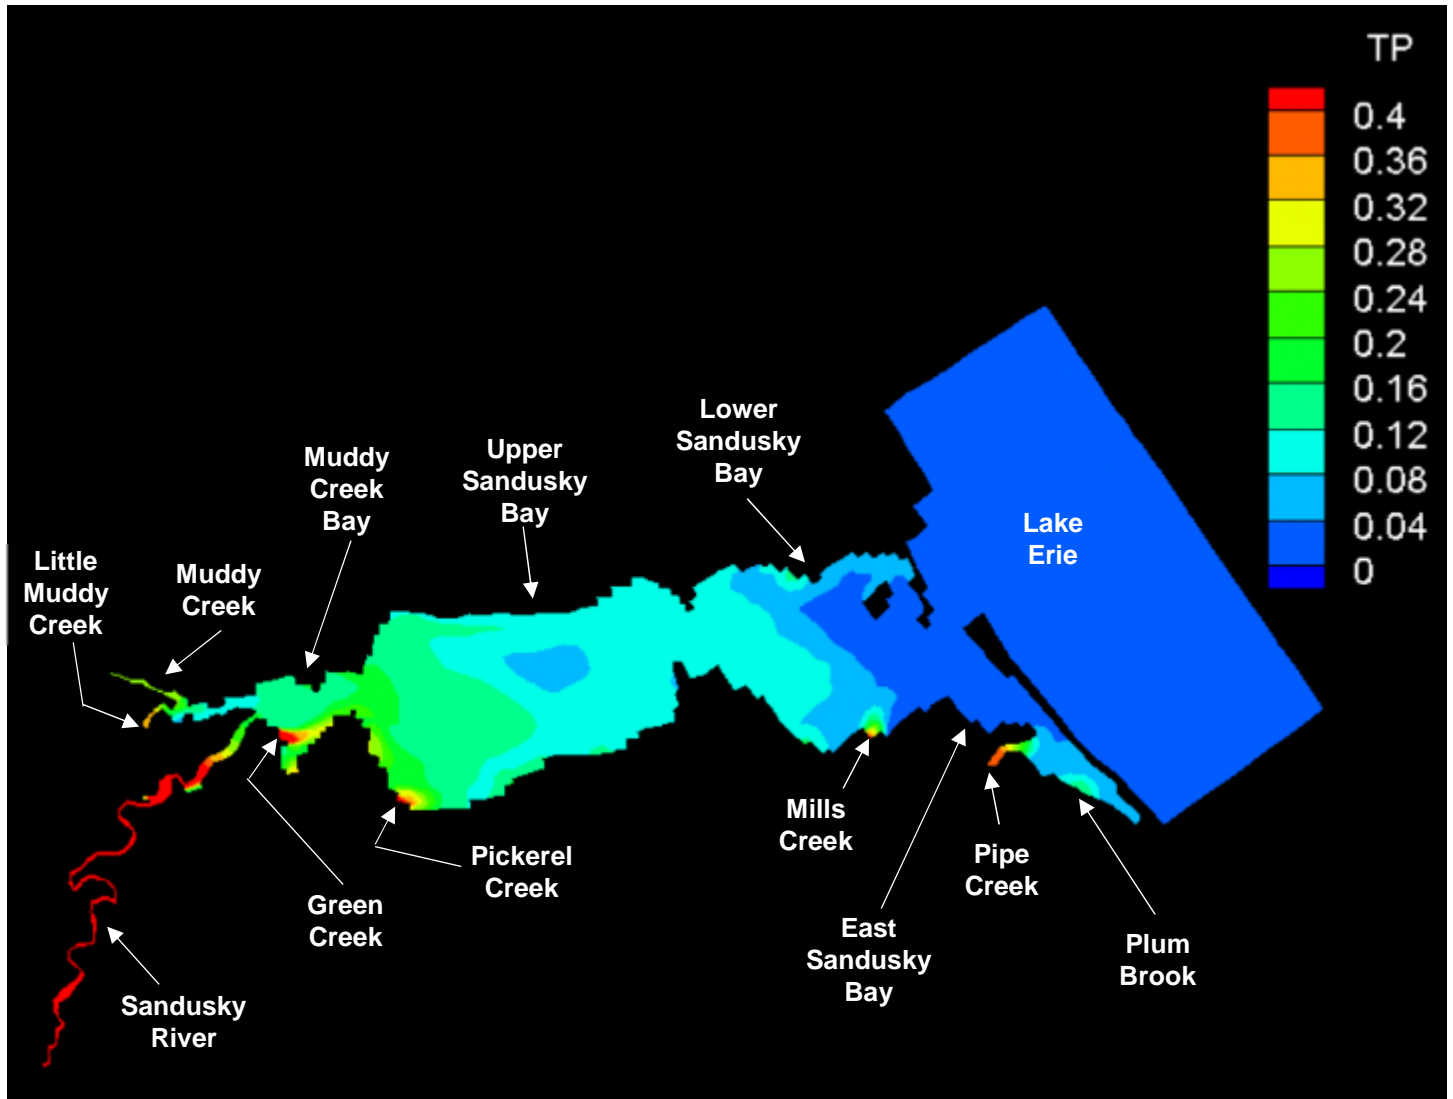 TP
0.4
0.36
0.32
0.28
0.24
0.2
0.16
0.12
0.08
0.04
0
Lower
Sandusky
Bay
Upper
Sandusky
Bay
Muddy
Creek
Bay
Lake
Erie
Little
Muddy
Creek
Muddy
Creek
Mills
Creek
Pipe
Creek
Pickerel
Creek
Green
Creek
East
Sandusky
Bay
Plum
Brook
Sandusky
River